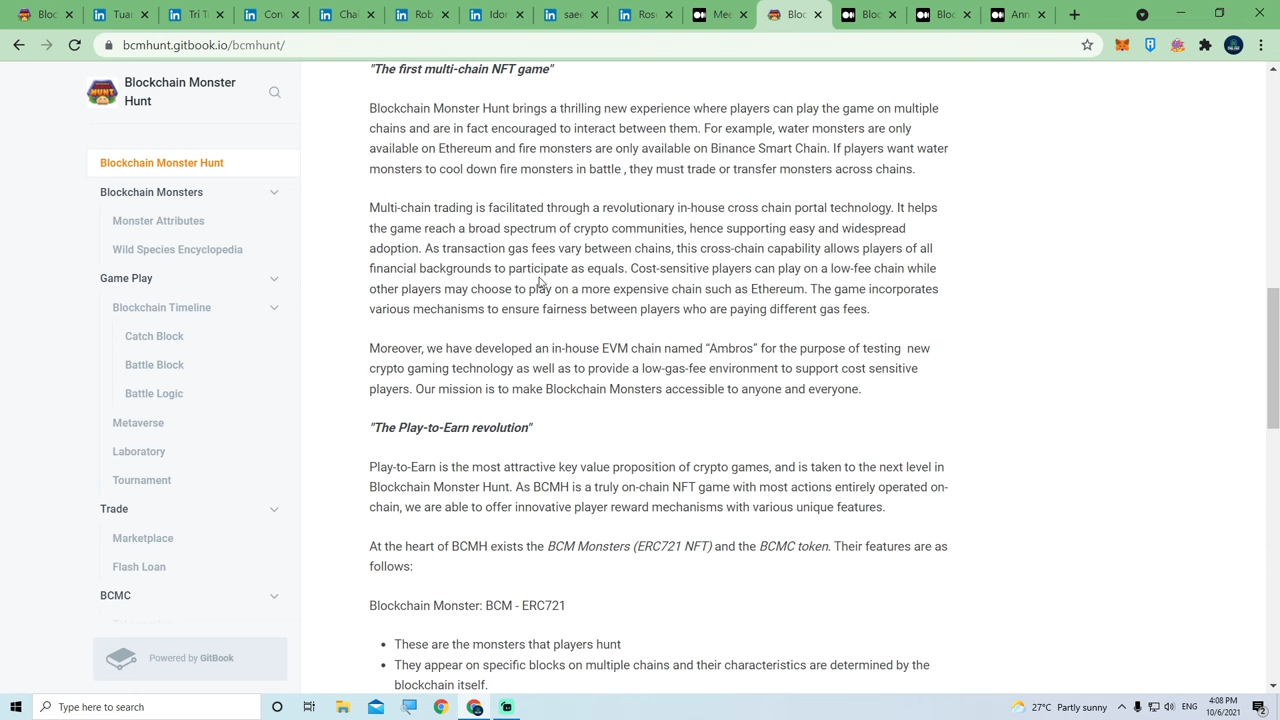 Bloc
Tri
Con
in
Chai
Rod
Idos
saee
Rosi
Mee
Bloc
Bloc
Bloc
Ann
bcmhunt.gitbook.io/bcmhunt/
Blockchain Monster
Hunt
Blockchain Monster Hunt
Blockchain Monsters
Monster Attributes
Wild Species Encyclopedia
Game Play
Blockchain Timeline
Catch Block
Battle Block
Battle Logic
Metaverse
Laboratory
Tournament
Trade
Marketplace
Flash Loan
BCMC
Powered by GitBook
"The first multi-chain NFT game"
Blockchain Monster Hunt brings a thrilling new experience where players can play the game on multiple
chains and are in fact encouraged to interact between them. For example, water monsters are only
available on Ethereum and fire monsters are only available on Binance Smart Chain. If players want water
monsters to cool down fire monsters in battle , they must trade or transfer monsters across chains.
Multi-chain trading is facilitated through a revolutionary in-house cross chain portal technology. It helps
the game reach a broad spectrum of crypto communities, hence supporting easy and widespread
adoption. As transaction gas fees vary between chains, this cross-chain capability allows players of all
financial backgrounds to participate as equals. Cost-sensitive players can play on a low-fee chain while
other players may choose to play on a more expensive chain such as Ethereum. The game incorporates
various mechanisms to ensure fairness between players who are paying different gas fees.
Moreover, we have developed an in-house EVM chain named “Ambros” for the purpose of testing new
crypto gaming technology as well as to provide a low-gas-fee environment to support cost sensitive
players. Our mission is to make Blockchain Monsters accessible to anyone and everyone.
"The Play-to-Earn revolution"
Play-to-Earn is the most attractive key value proposition of crypto games, and is taken to the next level in
Blockchain Monster Hunt. As BCMH is a truly on-chain NFT game with most actions entirely operated on-
chain, we are able to offer innovative player reward mechanisms with various unique features.
At the heart of BCMH exists the BCM Monsters (ERC721 NFT) and the BCMC token. Their features are as
follows:
Blockchain Monster: BCM - ERC721
These are the monsters that players hunt
They appear on specific blocks on multiple chains and their characteristics are determined by the
blockchain itself.
Type here to search
27°C Partly sunny
ENG
4:08 PM
10/6/2021
2